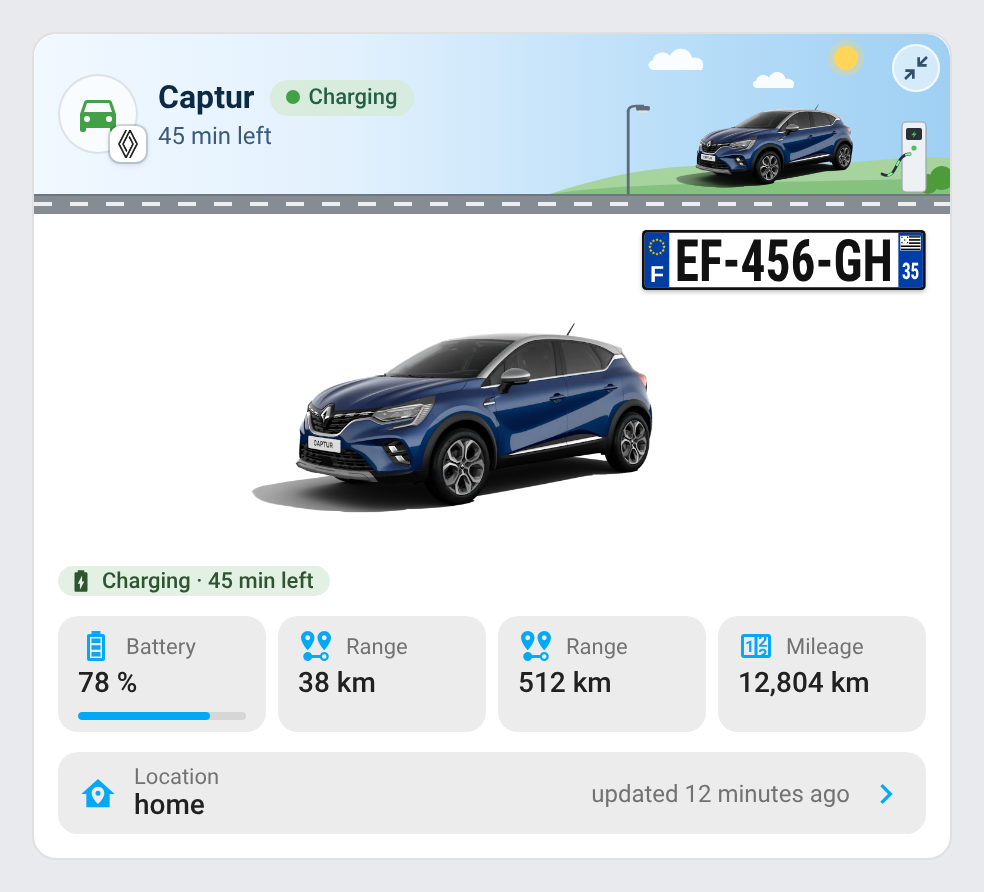 Captur
Charging
45 min left
F
EF-456-GH
35
CAPTUR
Charging · 45 min left
Battery
78 %
Range
38 km
Range
512 km
Mileage
12,804 km
Location
home
updated 12 minutes ago